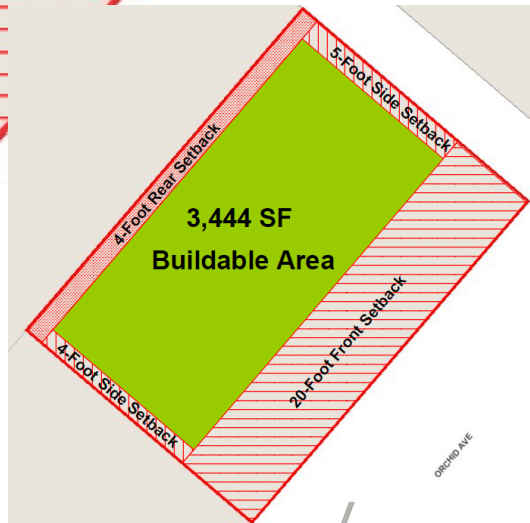 5-Foot Side Setback
4-Foot Rear Setback
3,444 SF
Buildable Area
20-Foot Front Setback
4-Foot Side Setback
ORCHID AVE